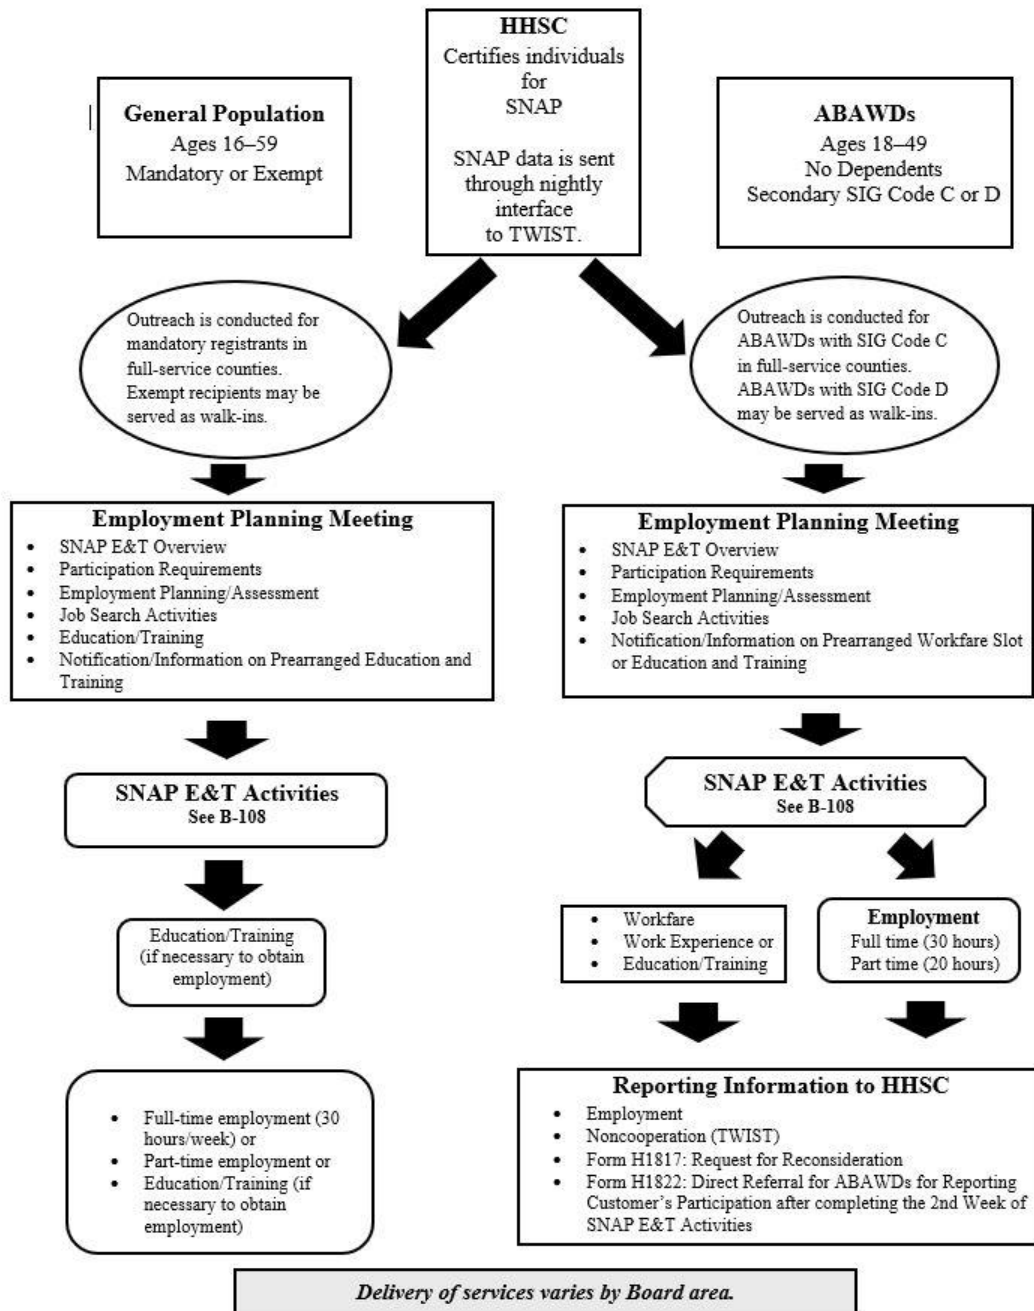 HHSC
Certifies individuals
for
SNAP
SNAP data is sent
through nightly
interface
to TWIST.
General Population
Ages 16–59
Mandatory or Exempt
ABAWDs
Ages 18–49
No Dependents
Secondary SIG Code C or D
Outreach is conducted for
mandatory registrants in
full-service counties.
Exempt recipients may be
served as walk-ins.
Outreach is conducted for
ABAWDs with SIG Code C
in full-service counties.
ABAWDs with SIG Code D
may be served as walk-ins.
Employment Planning Meeting
• SNAP E&T Overview
• Participation Requirements
• Employment Planning/Assessment
• Job Search Activities
• Education/Training
• Notification/Information on Prearranged Education and
Training
Employment Planning Meeting
• SNAP E&T Overview
• Participation Requirements
• Employment Planning/Assessment
• Job Search Activities
• Notification/Information on Prearranged Workfare Slot
or Education and Training
SNAP E&T Activities
See B-108
SNAP E&T Activities
See B-108
Education/Training
(if necessary to obtain
employment)
• Workfare
• Work Experience or
• Education/Training
Employment
Full time (30 hours)
Part time (20 hours)
• Full-time employment (30
hours/week) or
• Part-time employment or
• Education/Training (if
necessary to obtain
employment)
Reporting Information to HHSC
• Employment
• Noncooperation (TWIST)
• Form H1817: Request for Reconsideration
• Form H1822: Direct Referral for ABAWDs for Reporting
Customer’s Participation after completing the 2nd Week of
SNAP E&T Activities
Delivery of services varies by Board area.